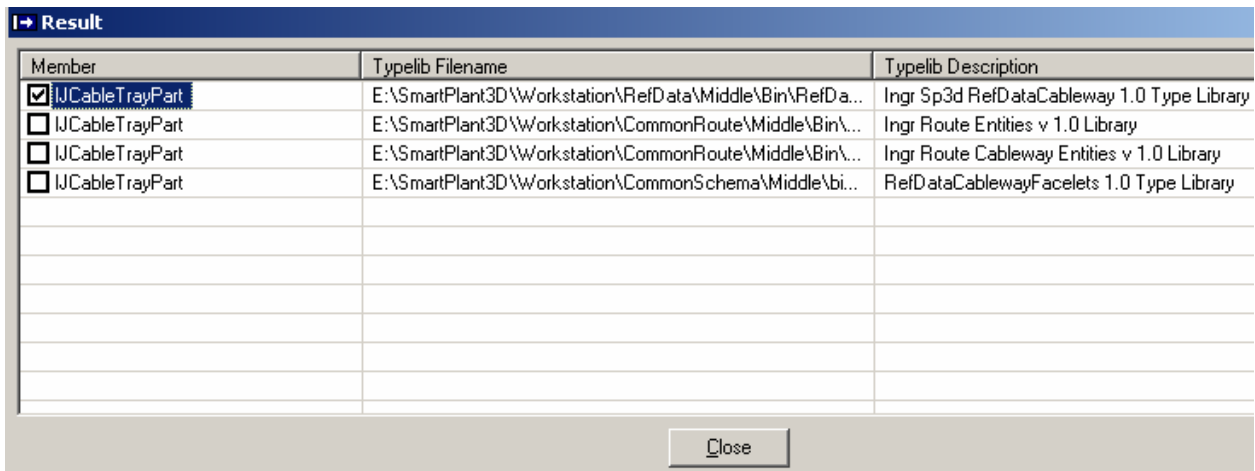 Result
Member Typelib Filename Typelib Description
IJCableTrayPart E:\SmartPlant3D\Workstation\RefData\Middle\Bin\RefDa... Ingr Sp3d RefDataCableway 1.0 Type Library
IJCableTrayPart E:\SmartPlant3D\Workstation\CommonRoute\Middle\Bin\... Ingr Route Entities v 1.0 Library
IJCableTrayPart E:\SmartPlant3D\Workstation\CommonRoute\Middle\Bin\... Ingr Route Cableway Entities v 1.0 Library
IJCableTrayPart E:\SmartPlant3D\Workstation\CommonSchema\Middle\bi... RefDataCablewayFacelets 1.0 Type Library
Close